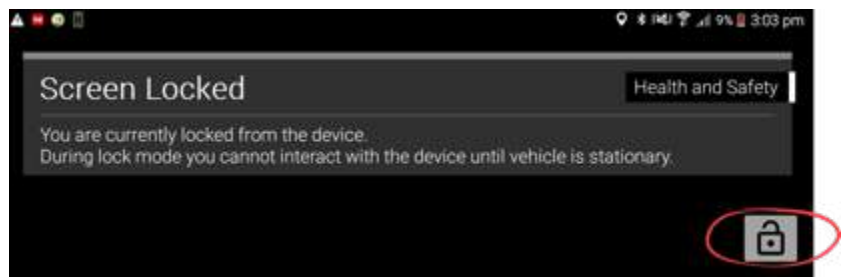 9% 3:03 pm
Screen Locked
Health and Safety
You are currently locked from the device.
During lock mode you cannot interact with the device until vehicle is stationary.